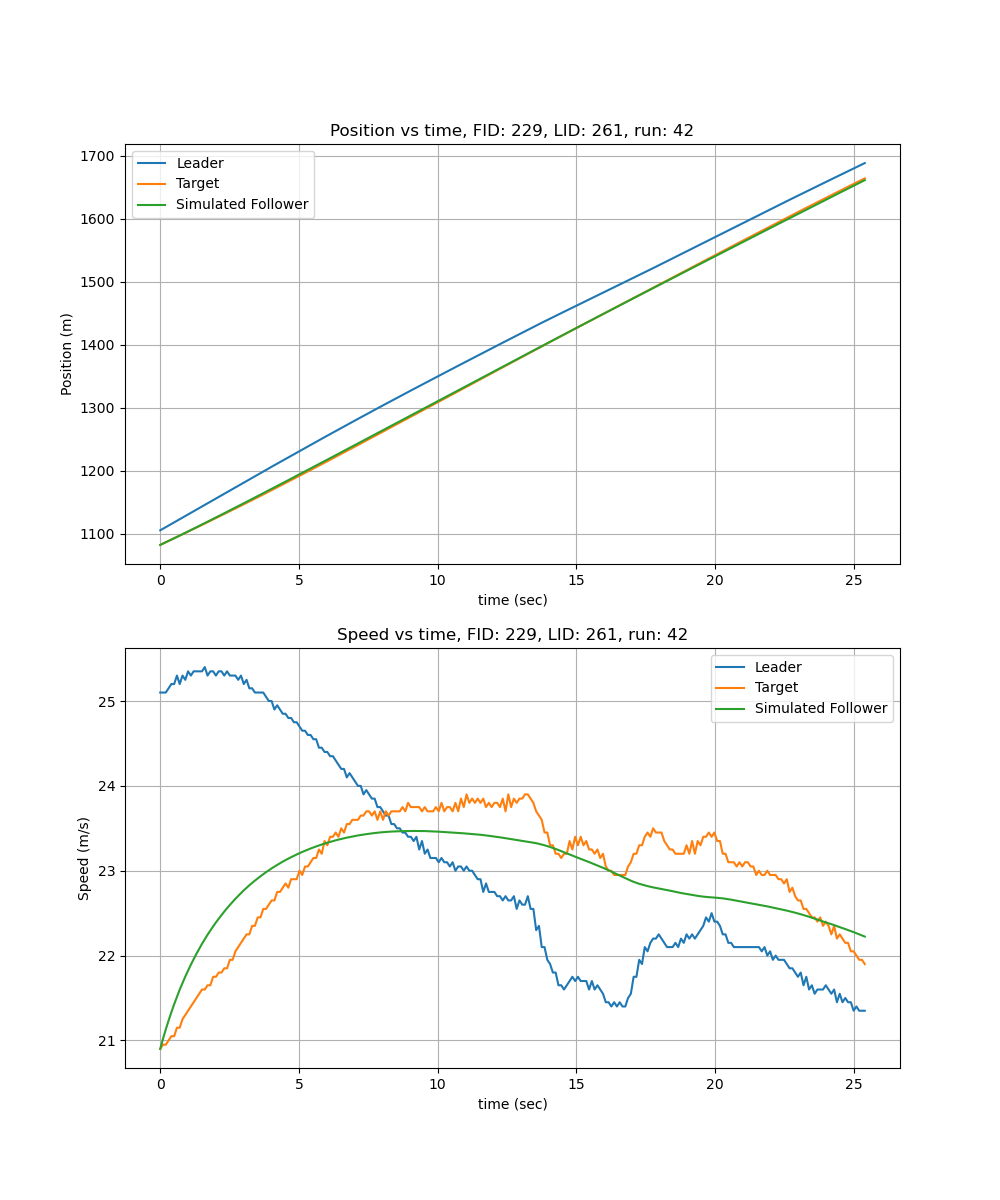 Position vs time, FID: 229, LID: 261, run: 42
Leader
Target
Simulated Follower
1700
1600
1500
1400
1300
1200
1100
Position (m)
0 5 10 15 20 25
time (sec)
Speed vs time, FID: 229, LID: 261, run: 42
Leader
Target
Simulated Follower
25
24
23
22
21
Speed (m/s)
0 5 10 15 20 25
time (sec)